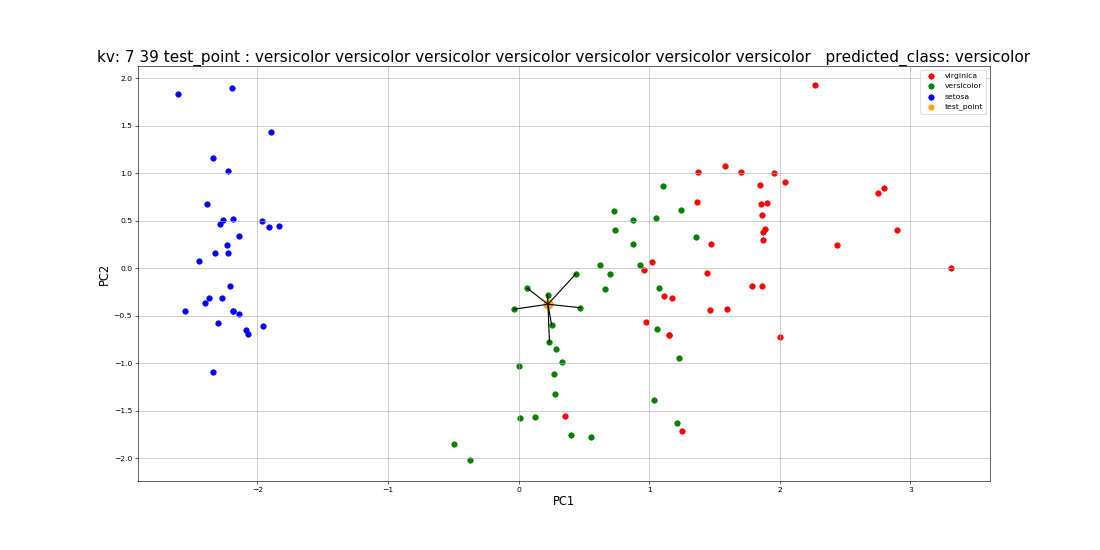 kv: 7 39 test_point : versicolor versicolor versicolor versicolor versicolor versicolor versicolor   predicted_class: versicolor
virginica
versicolor
setosa
test_point
2.0
1.5
1.0
0.5
0.0
−0.5
−1.0
−1.5
−2.0
PC2
−2
−1
0
1
2
3
PC1